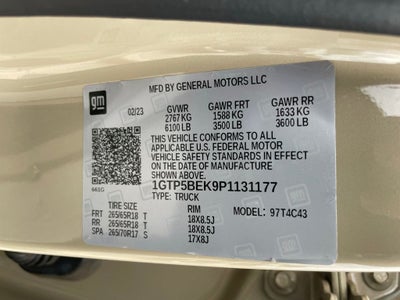 MFD BY GENERAL MOTORS LLC
gm
02/23 GVWR GAWR FRT GAWR RR
2767 KG 1588 KG 1633 KG
6100 LB 3500 LB 3600 LB
THIS VEHICLE CONFORMS TO ALL
APPLICABLE U.S. FEDERAL MOTOR
VEHICLE SAFETY STANDARDS IN EFFECT
ON THE DATE OF MANUFACTURE
SHOWN ABOVE.
1GTP5BEK9P1131177
TYPE: TRUCK
TIRE SIZE RIM MODEL: 97T4C43
FRT 265/65R18 T 18X8.5J
RR 265/65R18 T 18X8.5J
SPA 265/70R17 S 17X8J